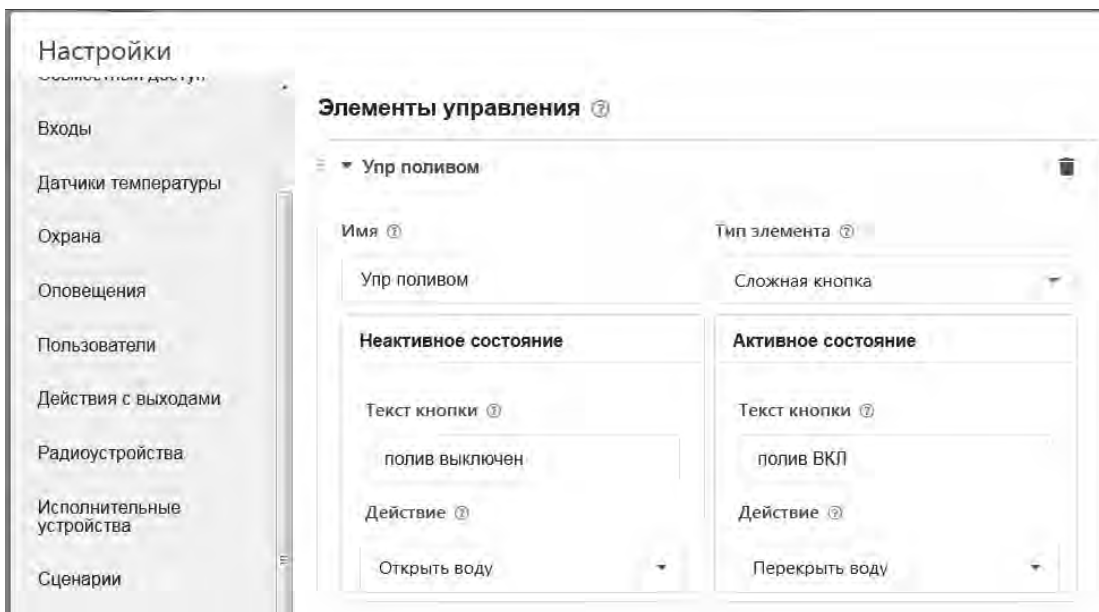 Настройки
Совместный доступ
Входы
Датчики температуры
Охрана
Оповещения
Пользователи
Действия с выходами
Радиоустройства
Исполнительные
устройства
Сценарии
Элементы управления
Упр поливом
Имя
Тип элемента
Упр поливом
Сложная кнопка
Неактивное состояние
Активное состояние
Текст кнопки
Текст кнопки
полив выключен
полив ВКЛ
Действие
Действие
Открыть воду
Перекрыть воду